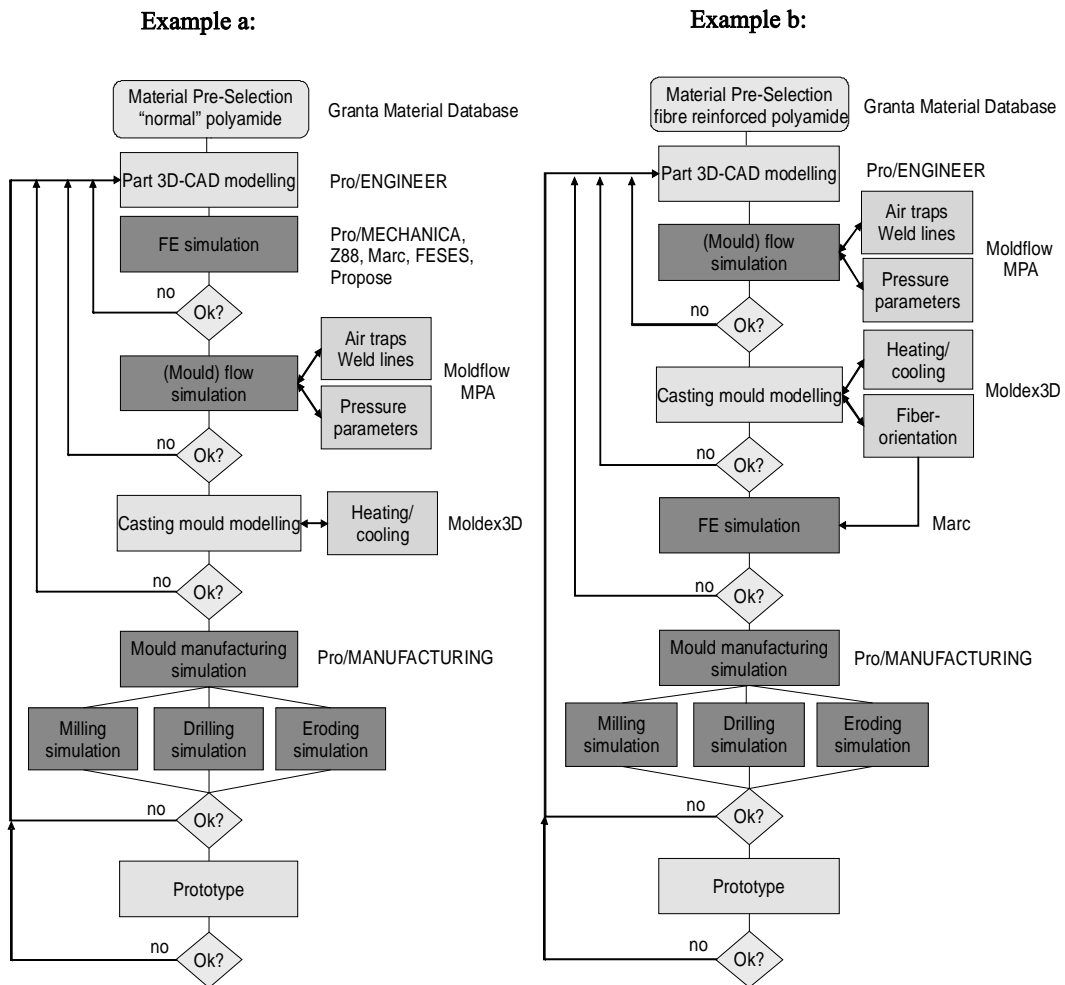 Example a:
Material Pre-Selection
“normal” polyamide
Granta Material Database
Part 3D-CAD modelling
Pro/ENGINEER
FE simulation
Pro/MECHANICA,
Z88, Marc, FESES,
Propose
no
Ok?
(Mould) flow
simulation
Air traps
Weld lines
Pressure
parameters
Moldflow
MPA
no
Ok?
Casting mould modelling
Heating/
cooling
Moldex3D
no
Ok?
Mould manufacturing
simulation
Pro/MANUFACTURING
Milling
simulation
Drilling
simulation
Eroding
simulation
no
Ok?
Prototype
no
Ok?
Example b:
Material Pre-Selection
fibre reinforced polyamide
Granta Material Database
Part 3D-CAD modelling
Pro/ENGINEER
(Mould) flow
simulation
Air traps
Weld lines
Pressure
parameters
Moldflow
MPA
no
Ok?
Casting mould modelling
Heating/
cooling
Fiber-
orientation
Moldex3D
no
Ok?
FE simulation
Marc
no
Ok?
Mould manufacturing
simulation
Pro/MANUFACTURING
Milling
simulation
Drilling
simulation
Eroding
simulation
no
Ok?
Prototype
no
Ok?